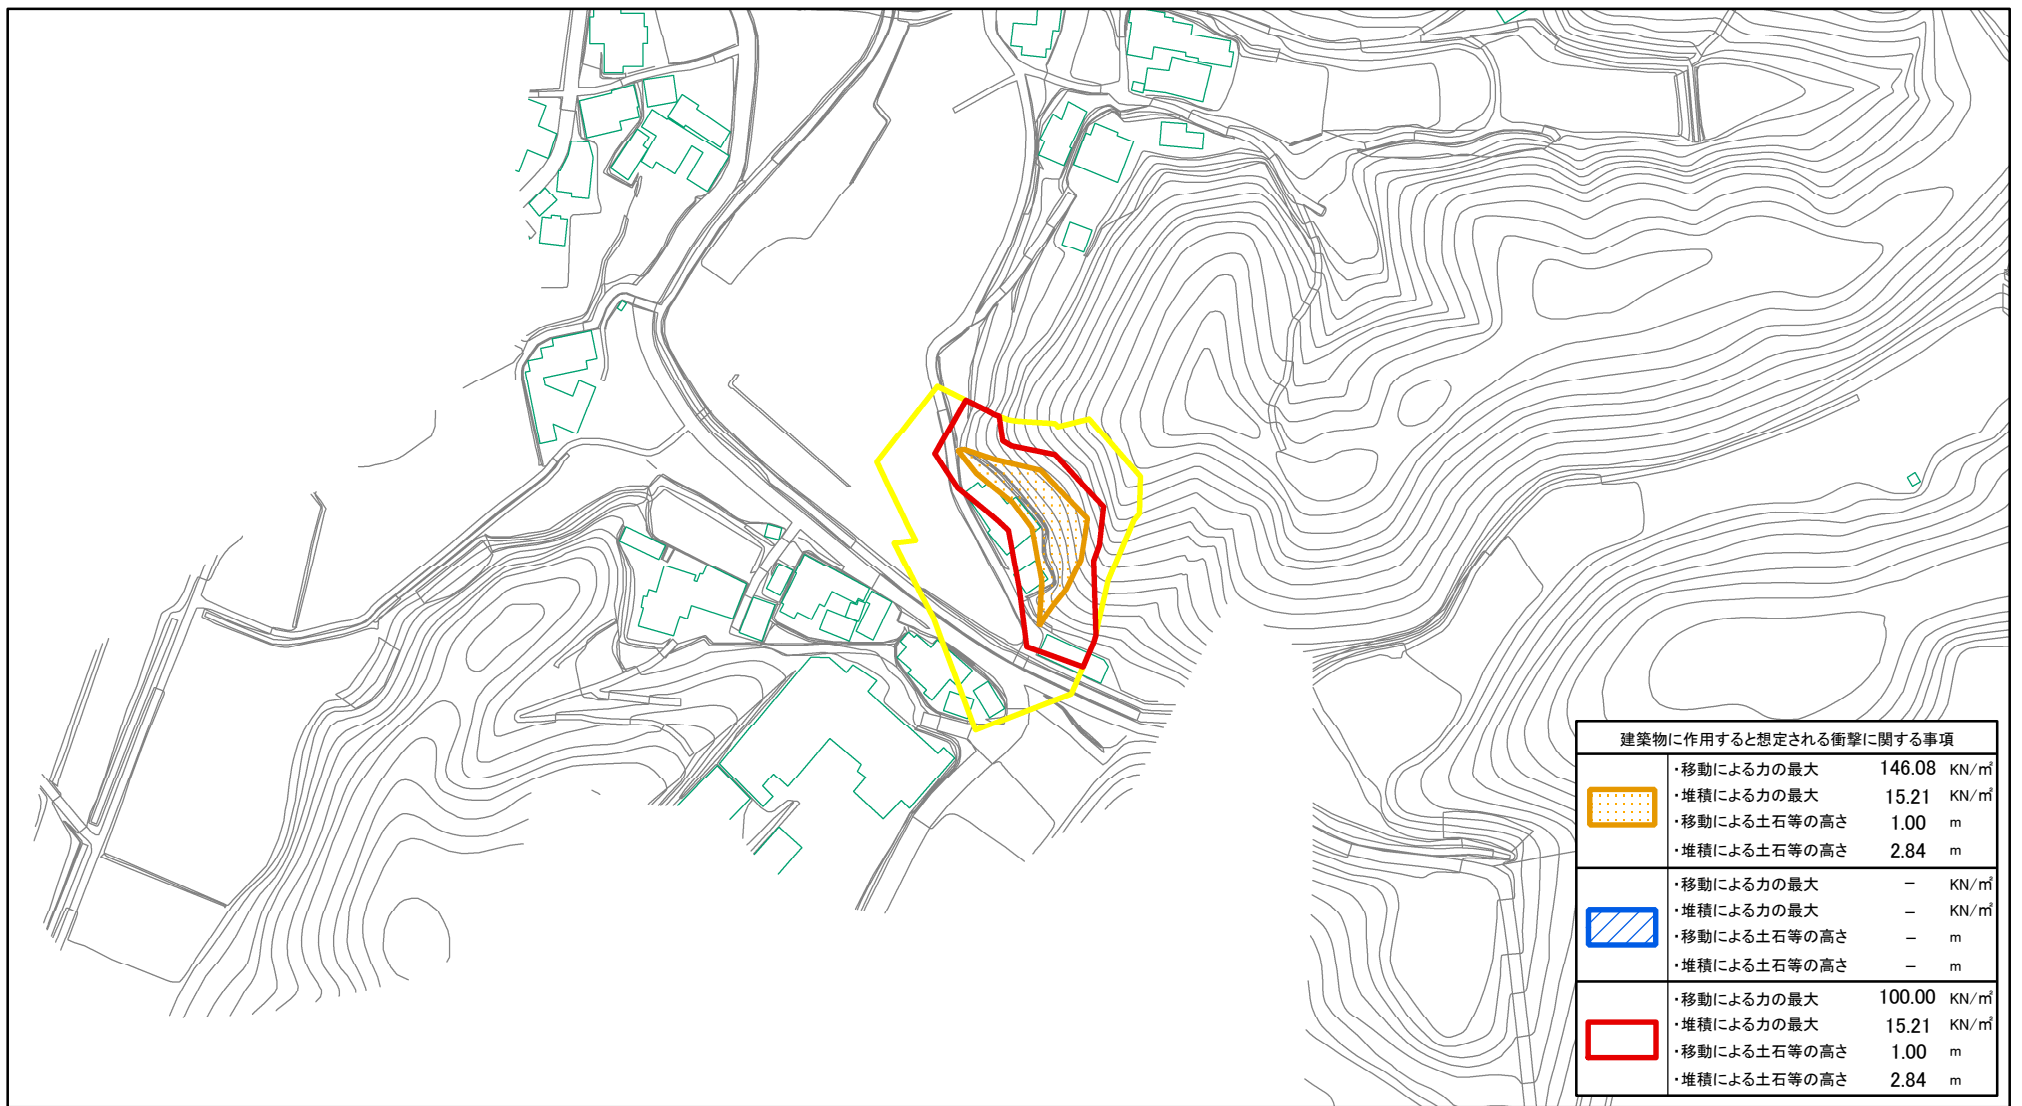 建築物に作用すると想定される衝撃に関する事項
・移動による力の最大 146.08 KN/㎡
・堆積による力の最大 15.21 KN/㎡
・移動による土石等の高さ 1.00 m
・堆積による土石等の高さ 2.84 m
・移動による力の最大 － KN/㎡
・堆積による力の最大 － KN/㎡
・移動による土石等の高さ － m
・堆積による土石等の高さ － m
・移動による力の最大 100.00 KN/㎡
・堆積による力の最大 15.21 KN/㎡
・移動による土石等の高さ 1.00 m
・堆積による土石等の高さ 2.84 m